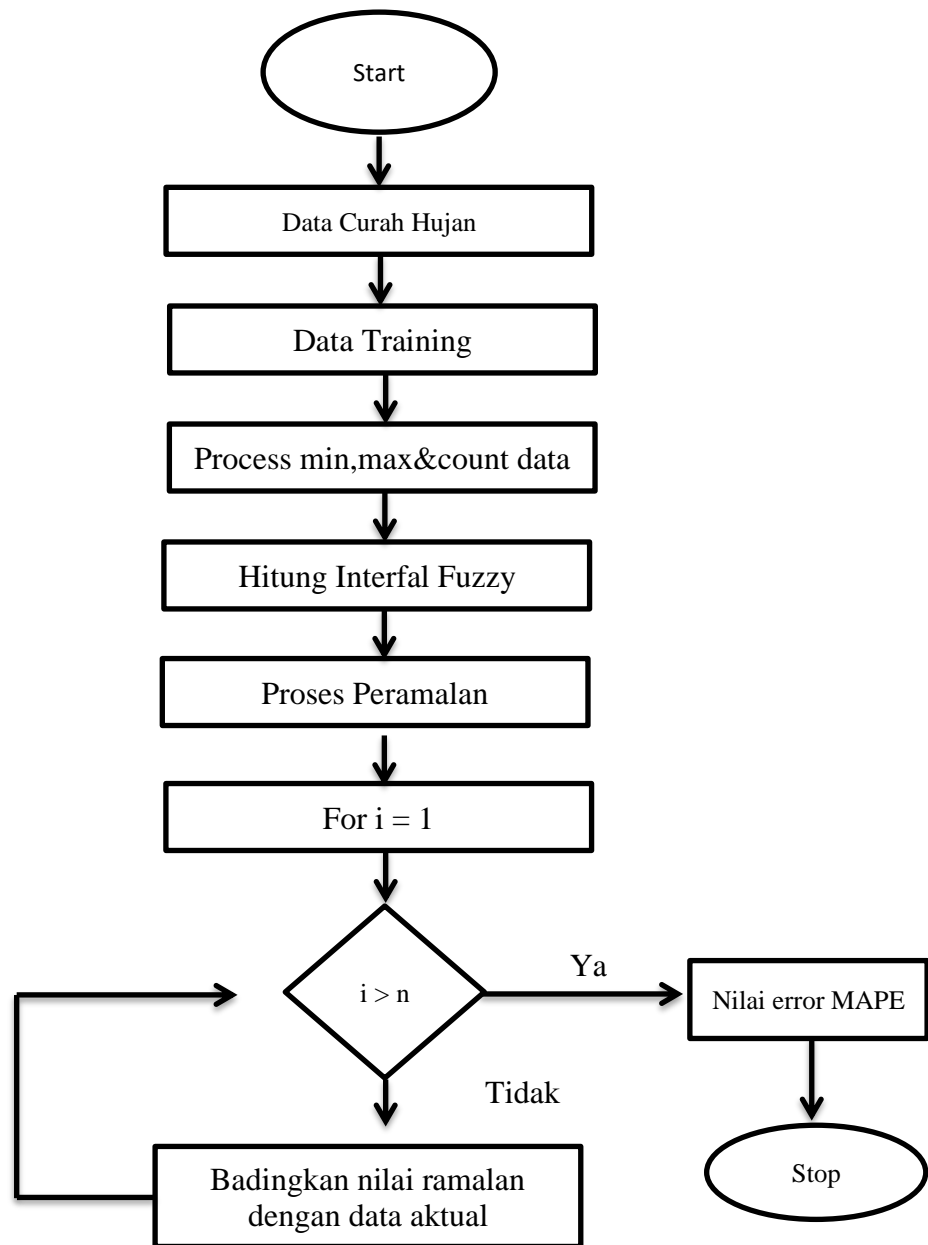 Start
Data Curah Hujan
Data Training
Process min,max&count data
Hitung Interfal Fuzzy
Proses Peramalan
For i = 1
i > n
Ya
Nilai error MAPE
Tidak
Badingkan nilai ramalan
dengan data aktual
Stop